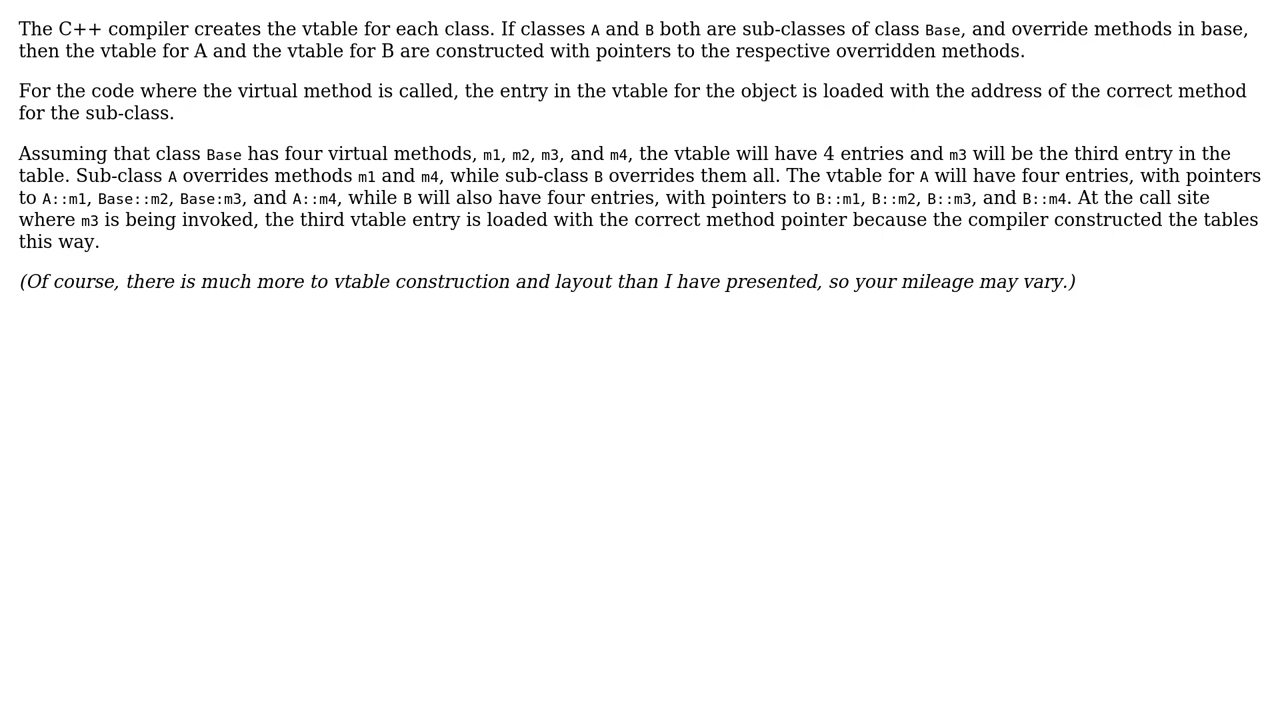 The C++ compiler creates the vtable for each class. If classes A and B both are sub-classes of class Base, and override methods in base,
then the vtable for A and the vtable for B are constructed with pointers to the respective overridden methods.
For the code where the virtual method is called, the entry in the vtable for the object is loaded with the address of the correct method
for the sub-class.
Assuming that class Base has four virtual methods, m1, m2, m3, and m4, the vtable will have 4 entries and m3 will be the third entry in the
table. Sub-class A overrides methods m1 and m4, while sub-class B overrides them all. The vtable for A will have four entries, with pointers
to A::m1, Base::m2, Base:m3, and A::m4, while B will also have four entries, with pointers to B::m1, B::m2, B::m3, and B::m4. At the call site
where m3 is being invoked, the third vtable entry is loaded with the correct method pointer because the compiler constructed the tables
this way.
(Of course, there is much more to vtable construction and layout than I have presented, so your mileage may vary.)